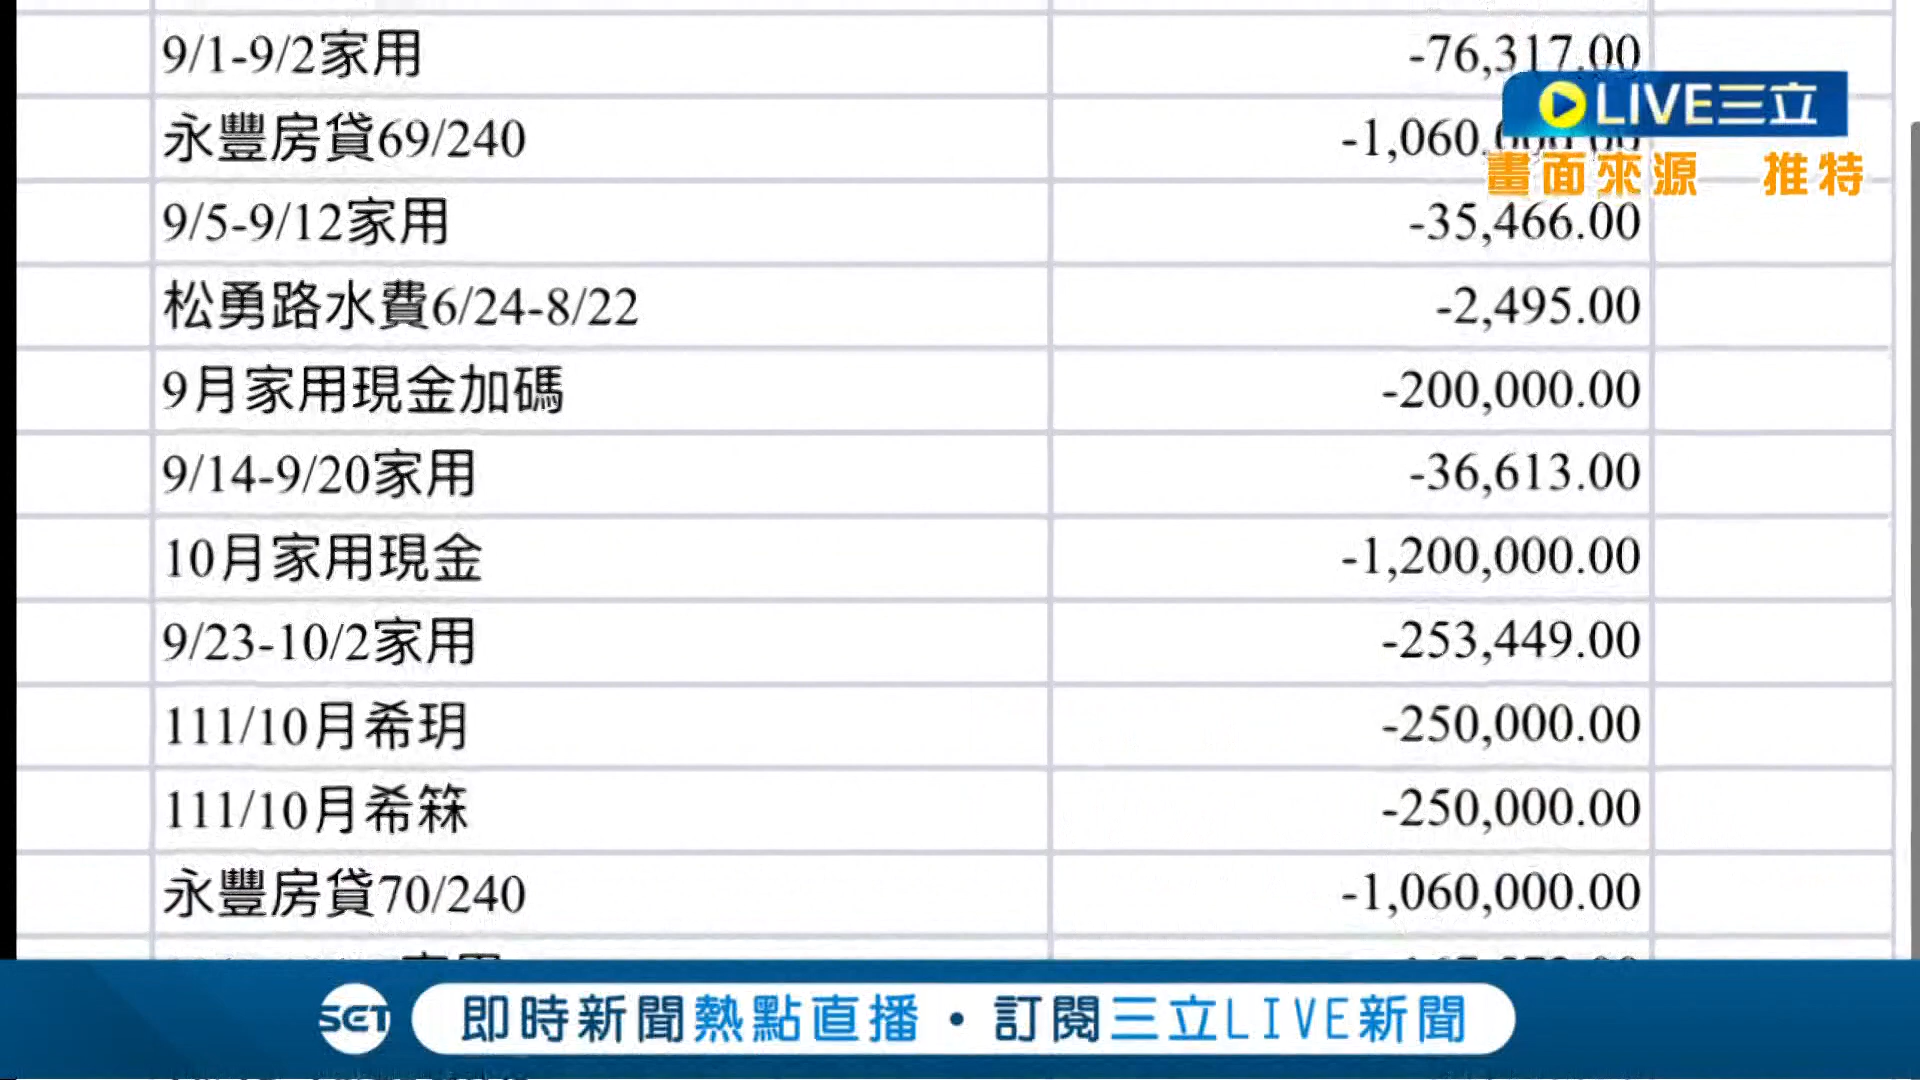 9/1-9/2家用 -76,317.00
LIVE三立
永豐房貸69/240 -1,060,000.00
畫面來源 推特
9/5-9/12家用 -35,466.00
松勇路水費6/24-8/22 -2,495.00
9月家用現金加碼 -200,000.00
9/14-9/20家用 -36,613.00
10月家用現金 -1,200,000.00
9/23-10/2家用 -253,449.00
111/10月希玥 -250,000.00
111/10月希箖 -250,000.00
永豐房貸70/240 -1,060,000.00
家用
SET 即時新聞熱點直播・訂閱三立LIVE新聞